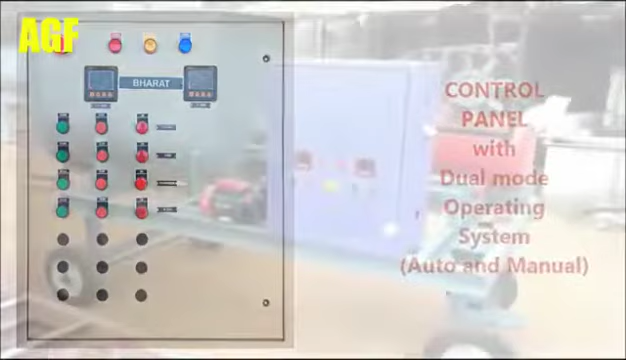 AGF
BHARAT
CONTROL
PANEL
with
Dual mode
Operating
System
(Auto and Manual)